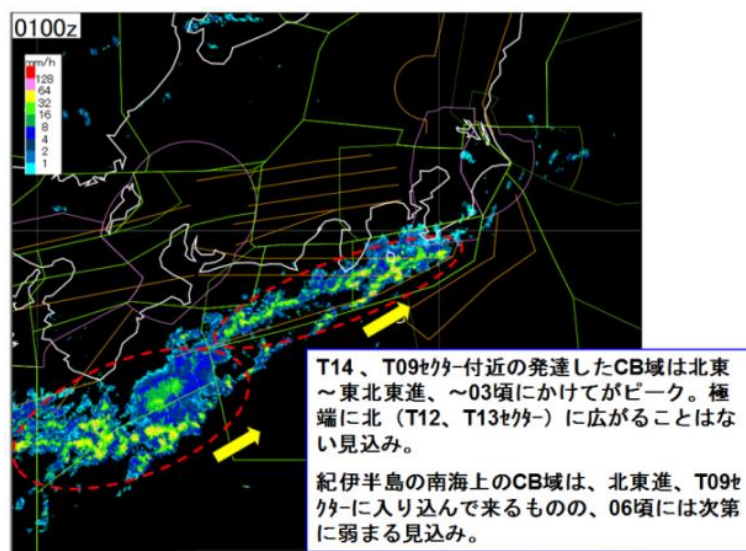 0100z
mm/h
128
64
32
16
8
4
2
1
T14 、T09ｾｸﾀｰ付近の発達したCB域は北東
～東北東進、～03頃にかけてがピーク。極
端に北（T12、T13ｾｸﾀｰ）に広がることはな
い見込み。
紀伊半島の南海上のCB域は、北東進、T09ｾ
ｸﾀｰに入り込んで来るものの、06頃には次第
に弱まる見込み。